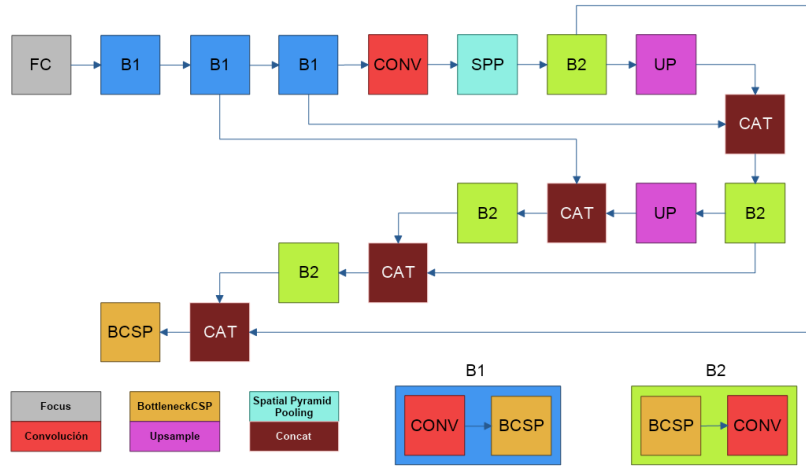 FC B1 B1 B1 CONV SPP B2 UP
CAT
B2 CAT UP B2
B2 CAT
BCSP CAT
B1 B2
Focus BottleneckCSP Spatial Pyramid
Pooling
Convolución Upsample Concat
CONV BCSP BCSP CONV